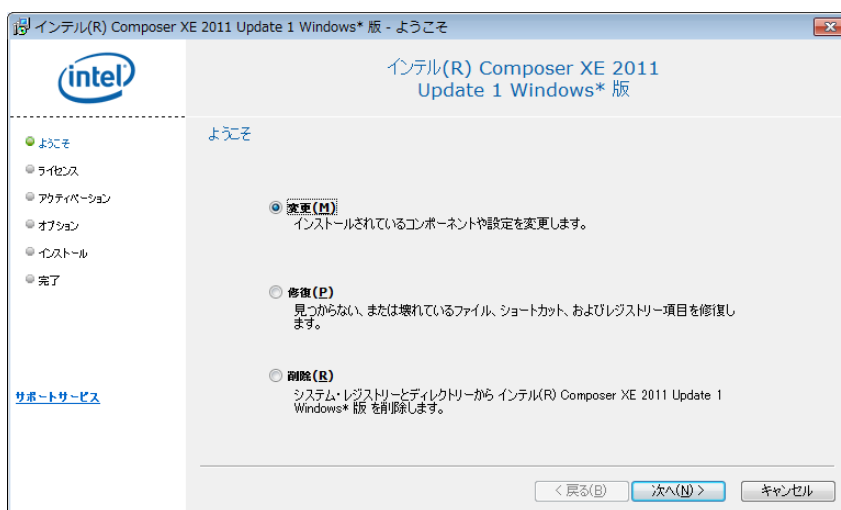 インテル(R) Composer XE 2011 Update 1 Windows* 版 - ようこそ
intel
インテル(R) Composer XE 2011
Update 1 Windows* 版
ようこそ
ライセンス
アクティベーション
オプション
インストール
完了
サポートサービス
ようこそ
変更(M)
インストールされているコンポーネントや設定を変更します。
修復(P)
見つからない、または壊れているファイル、ショートカット、およびレジストリー項目を修復し
ます。
削除(R)
システム・レジストリーとディレクトリーから インテル(R) Composer XE 2011 Update 1
Windows* 版 を削除します。
< 戻る(B)
次へ(N) >
キャンセル